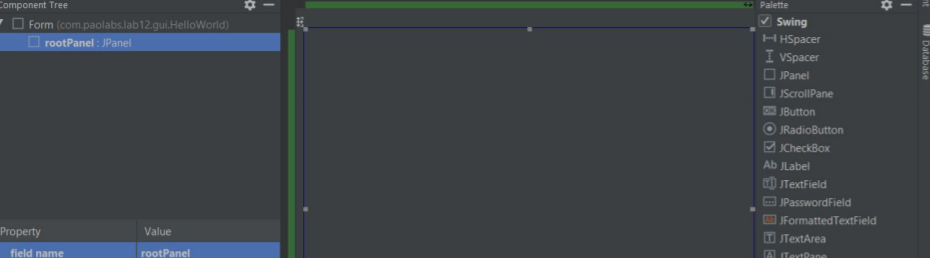 Component Tree
Form (com.paolabs.lab12.gui.HelloWorld)
rootPanel : JPanel
Property Value
field name rootPanel
Palette
Swing
HSpacer
VSpacer
JPanel
JScrollPane
JButton
JRadioButton
JCheckBox
Ab JLabel
JTextField
JPasswordField
JFormattedTextField
JTextArea
JTextPane
Database